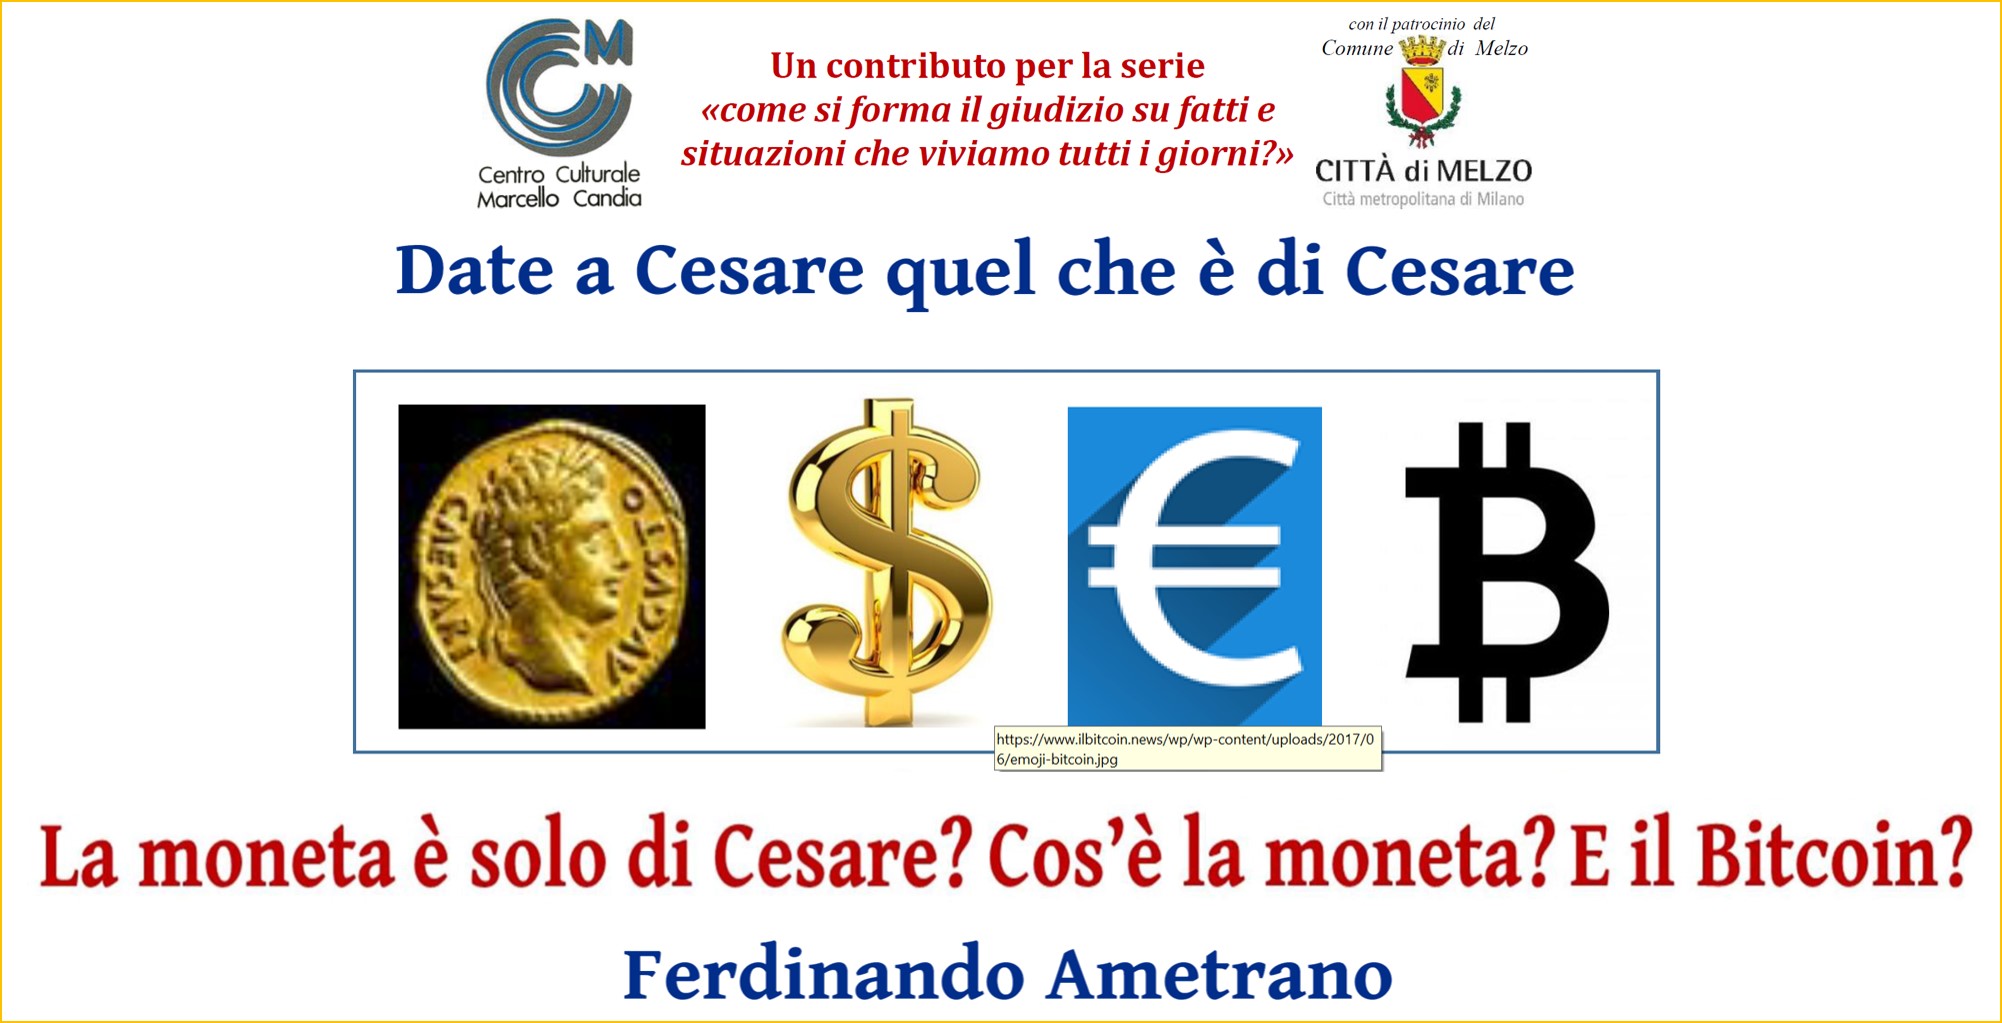 CCM
Centro Culturale
Marcello Candia
Un contributo per la serie
«come si forma il giudizio su fatti e
situazioni che viviamo tutti i giorni?»
con il patrocinio del
Comune di Melzo
CITTÀ di MELZO
Città metropolitana di Milano
Date a Cesare quel che è di Cesare
CAESARI
AVGVSTO
$
€
₿
https://www.ilbitcoin.news/wp/wp-content/uploads/2017/0
6/emoji-bitcoin.jpg
La moneta è solo di Cesare? Cos’è la moneta? E il Bitcoin?
Ferdinando Ametrano